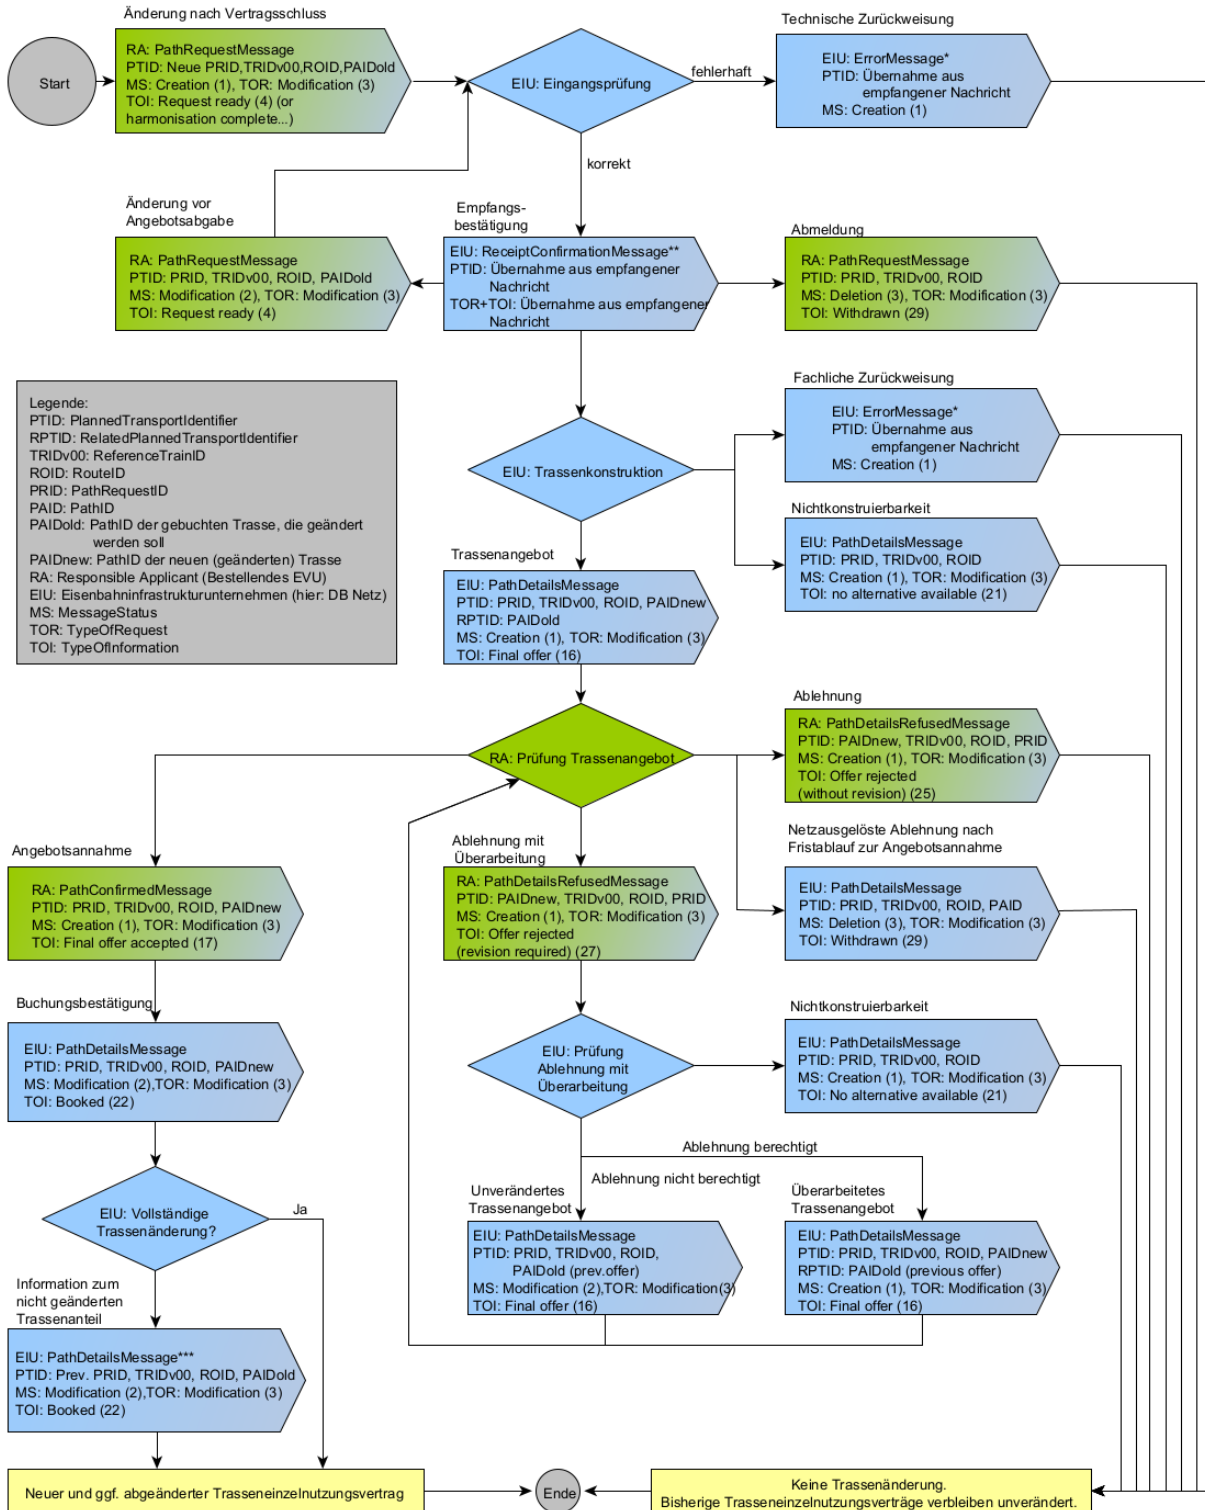 Änderung nach Vertragsschluss
Technische Zurückweisung
Start
RA: PathRequestMessage
PTID: Neue PRID,TRIDv00,ROID,PAIDold
MS: Creation (1), TOR: Modification (3)
TOI: Request ready (4) (or
harmonisation complete...)
EIU: Eingangsprüfung
fehlerhaft
EIU: ErrorMessage*
PTID: Übernahme aus
empfangener Nachricht
MS: Creation (1)
korrekt
Änderung vor
Angebotsabgabe
Empfangs-
bestätigung
Abmeldung
RA: PathRequestMessage
PTID: PRID, TRIDv00, ROID, PAIDold
MS: Modification (2), TOR: Modification (3)
TOI: Request ready (4)
EIU: ReceiptConfirmationMessage**
PTID: Übernahme aus empfangener
Nachricht
TOR+TOI: Übernahme aus empfangener
Nachricht
RA: PathRequestMessage
PTID: PRID, TRIDv00, ROID
MS: Deletion (3), TOR: Modification (3)
TOI: Withdrawn (29)
Legende:
PTID: PlannedTransportIdentifier
RPTID: RelatedPlannedTransportIdentifier
TRIDv00: ReferenceTrainID
ROID: RouteID
PRID: PathRequestID
PAID: PathID
PAIDold: PathID der gebuchten Trasse, die geändert
werden soll
PAIDnew: PathID der neuen (geänderten) Trasse
RA: Responsible Applicant (Bestellendes EVU)
EIU: Eisenbahninfrastrukturunternehmen (hier: DB Netz)
MS: MessageStatus
TOR: TypeOfRequest
TOI: TypeOfInformation
EIU: Trassenkonstruktion
Fachliche Zurückweisung
EIU: ErrorMessage*
PTID: Übernahme aus
empfangener Nachricht
MS: Creation (1)
Nichtkonstruierbarkeit
EIU: PathDetailsMessage
PTID: PRID, TRIDv00, ROID
MS: Creation (1), TOR: Modification (3)
TOI: no alternative available (21)
Trassenangebot
EIU: PathDetailsMessage
PTID: PRID, TRIDv00, ROID, PAIDnew
RPTID: PAIDold
MS: Creation (1), TOR: Modification (3)
TOI: Final offer (16)
RA: Prüfung Trassenangebot
Ablehnung
RA: PathDetailsRefusedMessage
PTID: PAIDnew, TRIDv00, ROID, PRID
MS: Creation (1), TOR: Modification (3)
TOI: Offer rejected
(without revision) (25)
Angebotsannahme
RA: PathConfirmedMessage
PTID: PRID, TRIDv00, ROID, PAIDnew
MS: Creation (1), TOR: Modification (3)
TOI: Final offer accepted (17)
Ablehnung mit
Überarbeitung
RA: PathDetailsRefusedMessage
PTID: PAIDnew, TRIDv00, ROID, PRID
MS: Creation (1), TOR: Modification (3)
TOI: Offer rejected
(revision required) (27)
Netzausgelöste Ablehnung nach
Fristablauf zur Angebotsannahme
EIU: PathDetailsMessage
PTID: PRID, TRIDv00, ROID, PAID
MS: Deletion (3), TOR: Modification (3)
TOI: Withdrawn (29)
Buchungsbestätigung
EIU: PathDetailsMessage
PTID: PRID, TRIDv00, ROID, PAIDnew
MS: Modification (2),TOR: Modification (3)
TOI: Booked (22)
EIU: Prüfung
Ablehnung mit
Überarbeitung
Nichtkonstruierbarkeit
EIU: PathDetailsMessage
PTID: PRID, TRIDv00, ROID
MS: Creation (1), TOR: Modification (3)
TOI: No alternative available (21)
Ablehnung berechtigt
Ablehnung nicht berechtigt
EIU: Vollständige
Trassenänderung?
Ja
Unverändertes
Trassenangebot
EIU: PathDetailsMessage
PTID: PRID, TRIDv00, ROID,
PAIDold (prev.offer)
MS: Modification (2),TOR: Modification(3)
TOI: Final offer (16)
Überarbeitetes
Trassenangebot
EIU: PathDetailsMessage
PTID: PRID, TRIDv00, ROID, PAIDnew
RPTID: PAIDold (previous offer)
MS: Creation (1), TOR: Modification (3)
TOI: Final offer (16)
Information zum
nicht geänderten
Trassenanteil
EIU: PathDetailsMessage***
PTID: Prev. PRID, TRIDv00, ROID, PAIDold
MS: Modification (2),TOR: Modification (3)
TOI: Booked (22)
Neuer und ggf. abgeänderter Trasseneinzelnutzungsvertrag
Ende
Keine Trassenänderung.
Bisherige Trasseneinzelnutzungsverträge verbleiben unverändert.